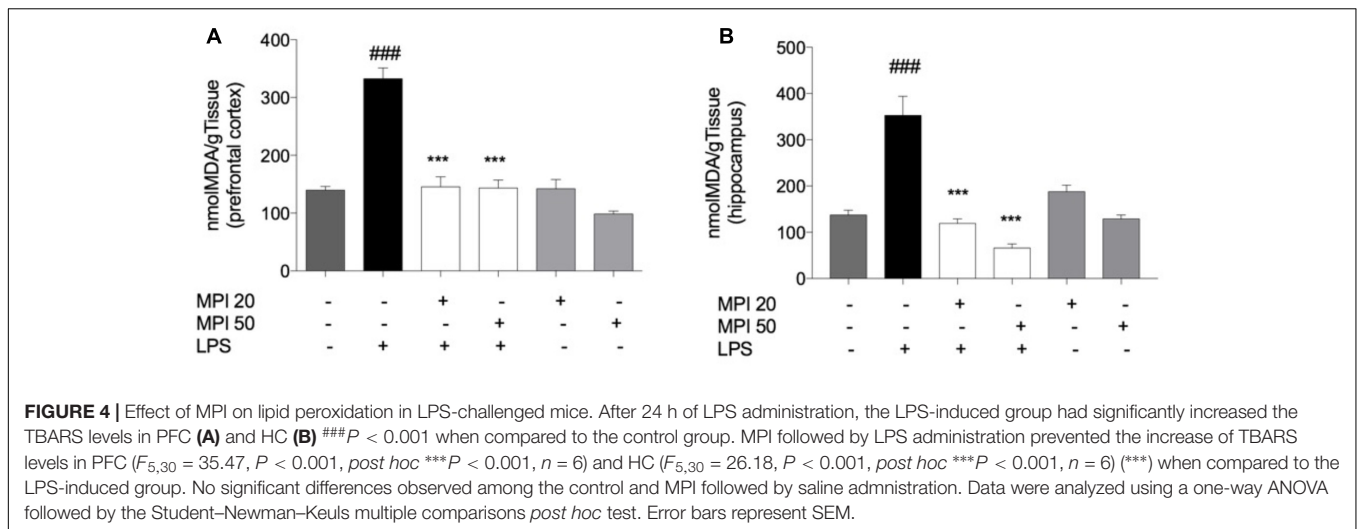 A
400
###
300
200
***
***
100
0
nmolMDA/gTissue
(prefrontal cortex)
MPI 20 - - + - + -
MPI 50 - - - + - +
LPS - + + + - -
B
500
###
400
300
200
***
***
100
0
nmolMDA/gTissue
(hippocampus)
MPI 20 - - + - + -
MPI 50 - - - + - +
LPS - + + + - -
FIGURE 4 | Effect of MPI on lipid peroxidation in LPS-challenged mice. After 24 h of LPS administration, the LPS-induced group had significantly increased the
TBARS levels in PFC (A) and HC (B) ###P < 0.001 when compared to the control group. MPI followed by LPS administration prevented the increase of TBARS
levels in PFC (F5,30 = 35.47, P < 0.001, post hoc ***P < 0.001, n = 6) and HC (F5,30 = 26.18, P < 0.001, post hoc ***P < 0.001, n = 6) (***) when compared to the
LPS-induced group. No significant differences observed among the control and MPI followed by saline admnistration. Data were analyzed using a one-way ANOVA
followed by the Student–Newman–Keuls multiple comparisons post hoc test. Error bars represent SEM.